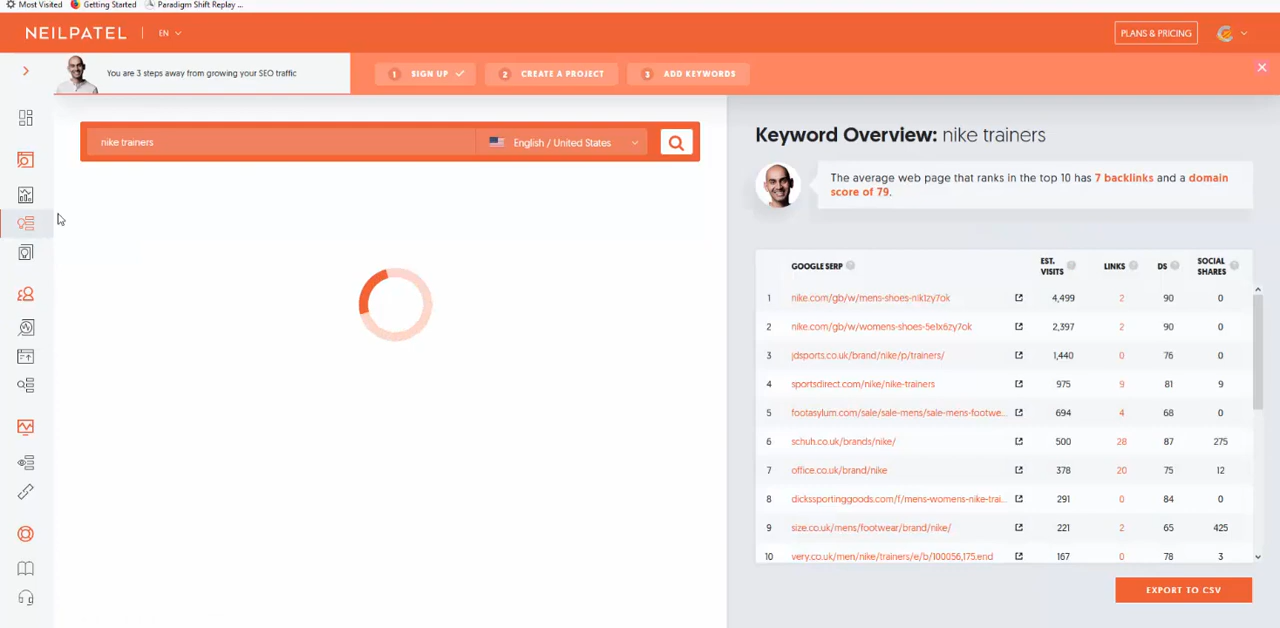 Most Visited Getting Started Paradigm Shift Replay ...
NEILPATEL EN PLANS & PRICING
You are 3 steps away from growing your SEO traffic 1 SIGN UP 2 CREATE A PROJECT 3 ADD KEYWORDS
nike trainers English / United States
Keyword Overview: nike trainers
The average web page that ranks in the top 10 has 7 backlinks and a domain
score of 79.
GOOGLE SERP ? EST. VISITS ? LINKS ? DS ? SOCIAL SHARES ?
1 nike.com/gb/w/mens-shoes-nik1zy7ok 4,499 2 90 0
2 nike.com/gb/w/womens-shoes-5e1x6zy7ok 2,397 2 90 0
3 jdsports.co.uk/brand/nike/p/trainers/ 1,440 0 76 0
4 sportsdirect.com/nike/nike-trainers 975 9 81 9
5 footasylum.com/sale/sale-mens/sale-mens-footwe... 694 4 68 0
6 schuh.co.uk/brands/nike/ 500 28 87 275
7 office.co.uk/brand/nike 378 20 75 12
8 dickssportinggoods.com/f/mens-womens-nike-trai... 291 0 84 0
9 size.co.uk/mens/footwear/brand/nike/ 221 2 65 425
10 very.co.uk/men/nike/trainers/e/b/100056,175.end 167 0 78 3
EXPORT TO CSV